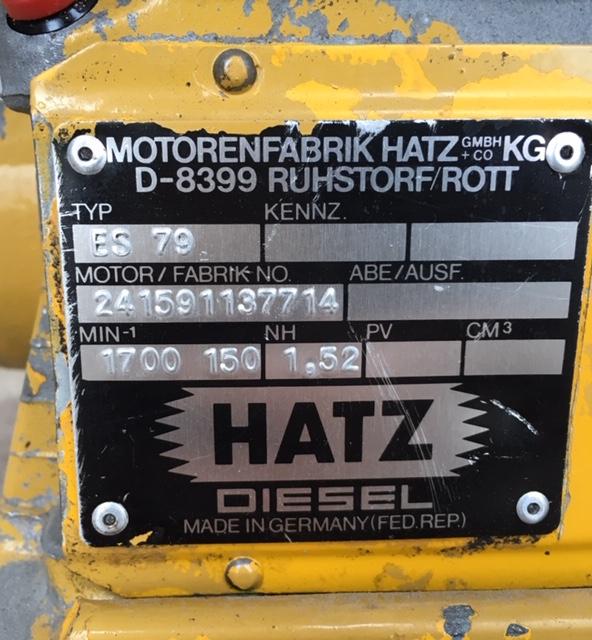 MOTORENFABRIK HATZ GMBH + CO KG
D-8399 RUHSTORF/ROTT
TYP KENNZ.
ES 79
MOTOR / FABRIK-NO. ABE/AUSF.
241591137714
MIN-1 NH PV CM3
1700 150 1,52
HATZ
DIESEL
MADE IN GERMANY (FED.REP.)